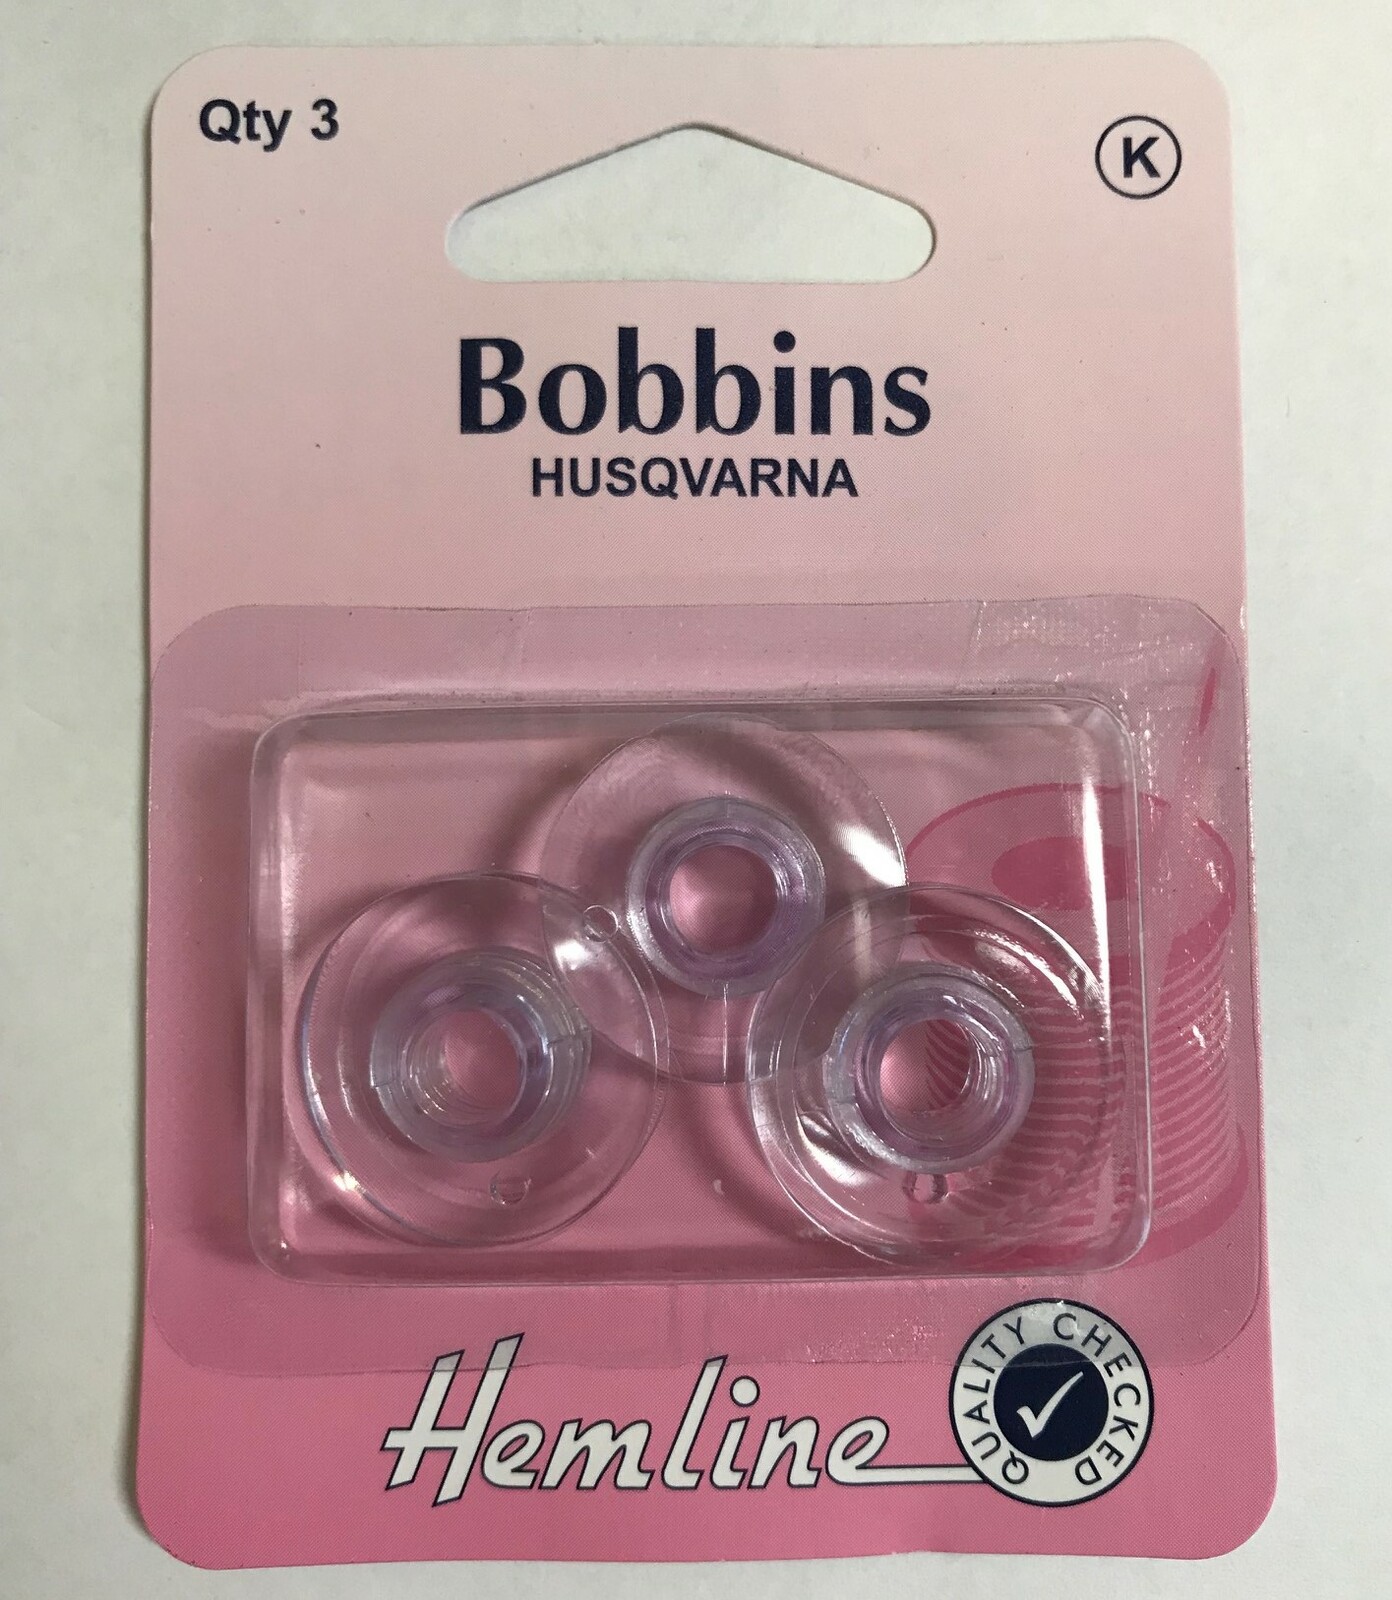 Qty 3
K
Bobbins
HUSQVARNA
Hemline
QUALITY CHECKED